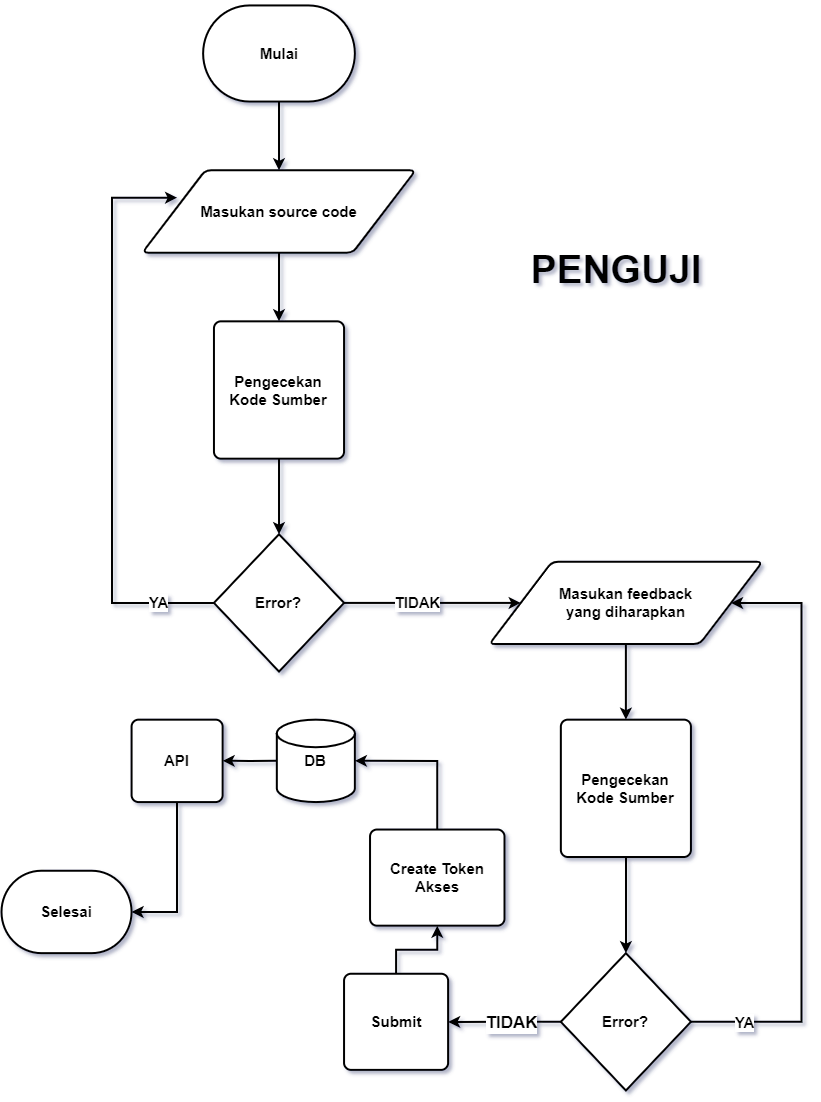 Mulai
Masukan source code
PENGUJI
Pengecekan
Kode Sumber
Error?
YA
TIDAK
Masukan feedback
yang diharapkan
Pengecekan
Kode Sumber
Error?
YA
TIDAK
Submit
Create Token
Akses
DB
API
Selesai